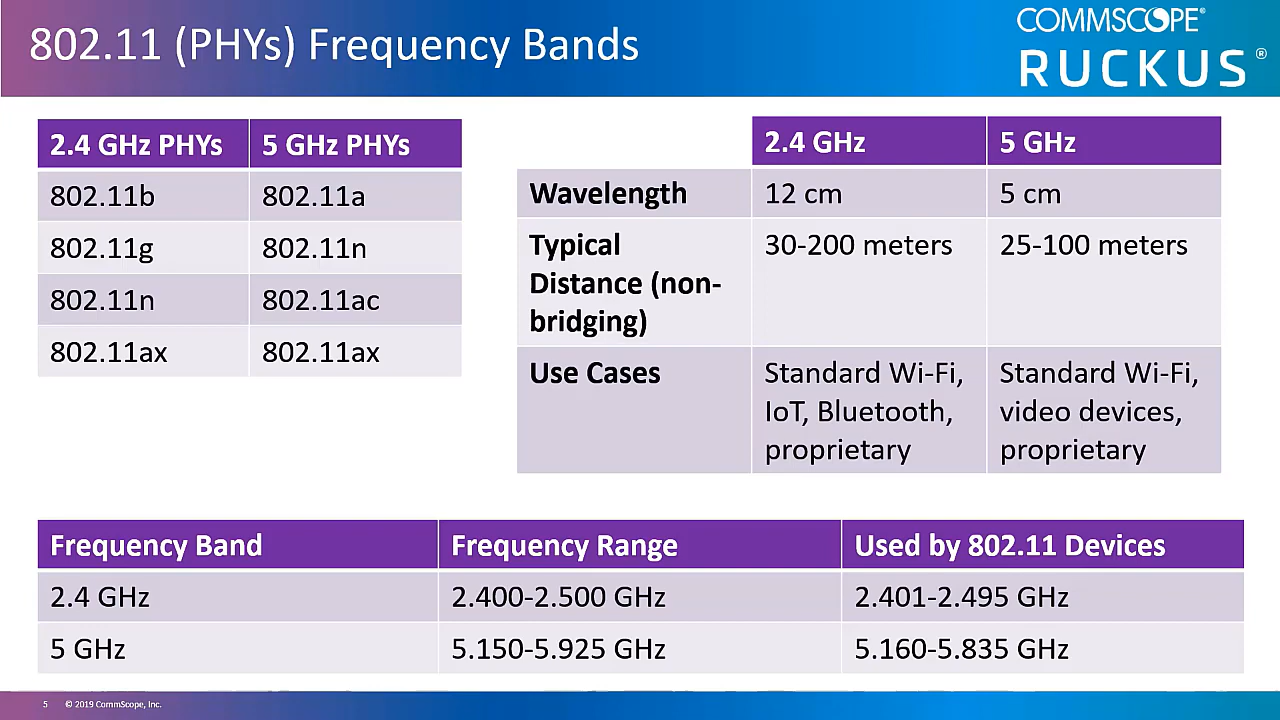 802.11 (PHYs) Frequency Bands
COMMSCOPE®
RUCKUS®
2.4 GHz PHYs 5 GHz PHYs
802.11b 802.11a
802.11g 802.11n
802.11n 802.11ac
802.11ax 802.11ax
2.4 GHz 5 GHz
Wavelength 12 cm 5 cm
Typical 30-200 meters 25-100 meters
Distance (non-
bridging)
Use Cases Standard Wi-Fi, Standard Wi-Fi,
IoT, Bluetooth, video devices,
proprietary proprietary
Frequency Band Frequency Range Used by 802.11 Devices
2.4 GHz 2.400-2.500 GHz 2.401-2.495 GHz
5 GHz 5.150-5.925 GHz 5.160-5.835 GHz
5 © 2019 CommScope, Inc.